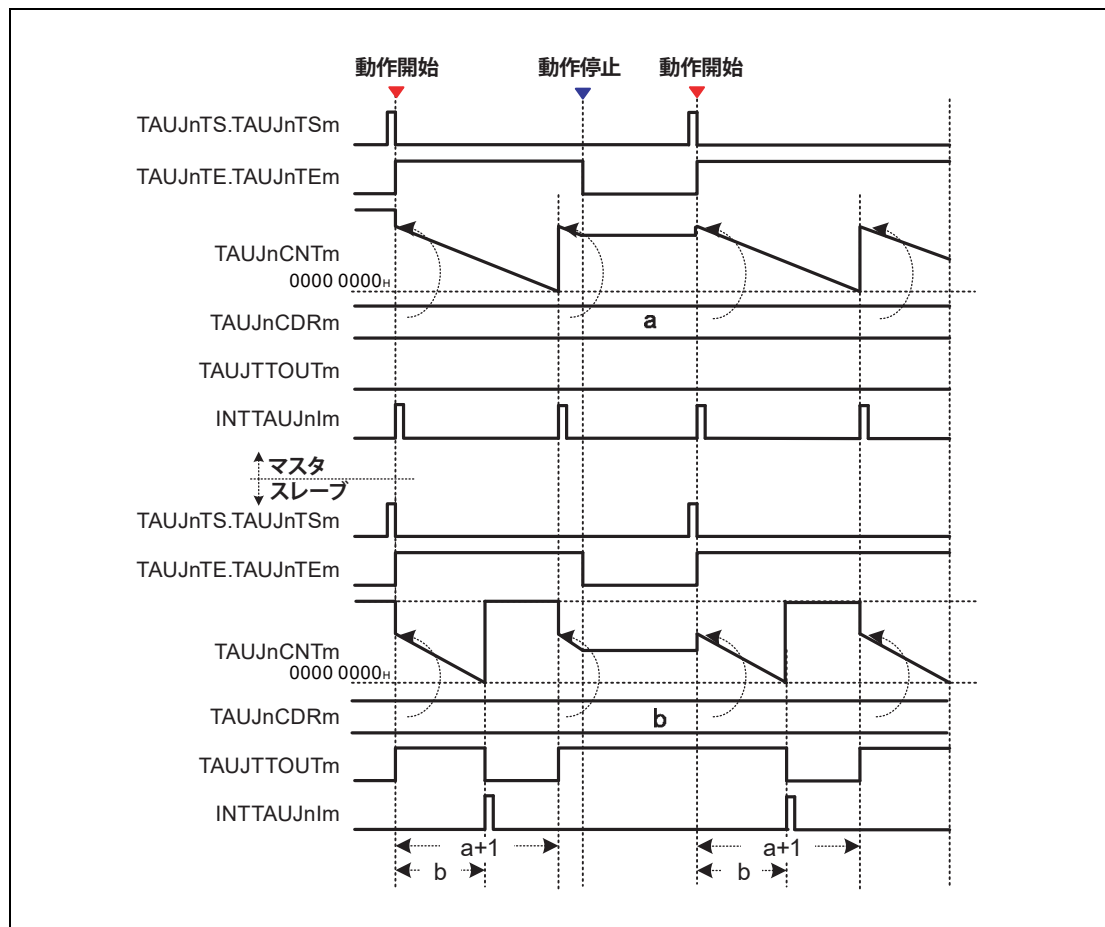 動作開始 動作停止 動作開始
TAUJnTS.TAUJnTSm
TAUJnTE.TAUJnTEm
TAUJnCNTm
0000 0000H
TAUJnCDRm a
TAUJTTOUTm
INTTAUJnIm
マスタ
スレーブ
TAUJnTS.TAUJnTSm
TAUJnTE.TAUJnTEm
TAUJnCNTm
0000 0000H
TAUJnCDRm b
TAUJTTOUTm
INTTAUJnIm
a+1 a+1
b b